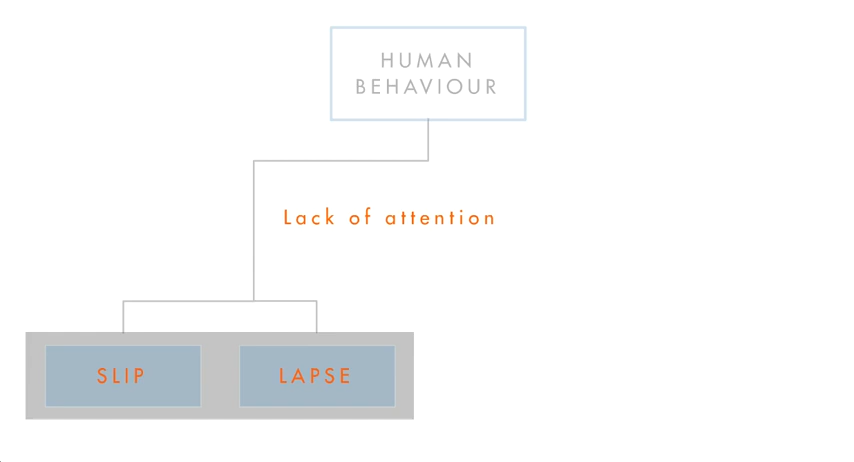 HUMAN
BEHAVIOUR
Lack of attention
SLIP
LAPSE